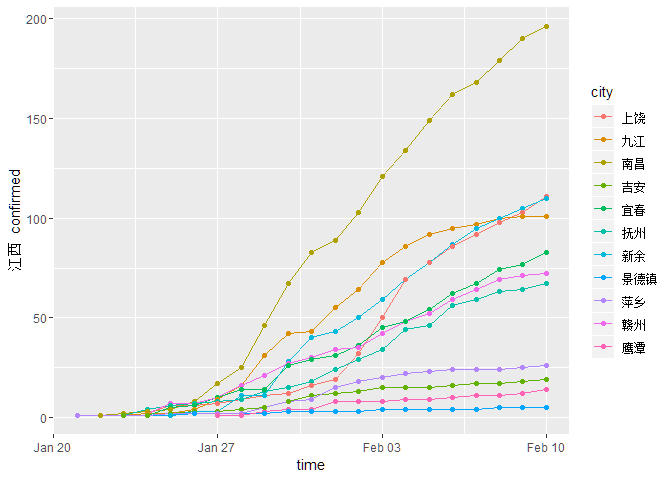 200
150
100
50
0
江西 confirmed
Jan 20
Jan 27
Feb 03
Feb 10
time
city
上饶
九江
南昌
吉安
宜春
抚州
新余
景德镇
萍乡
赣州
鹰潭